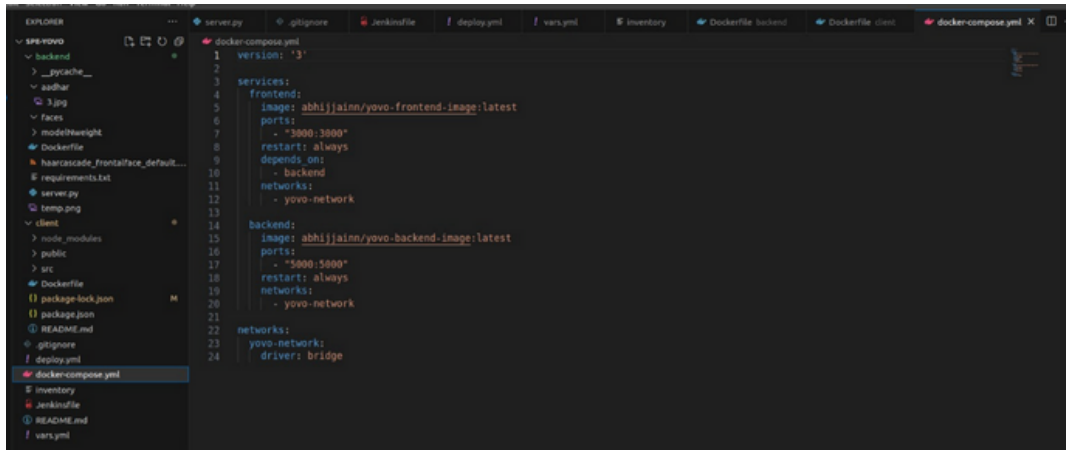 EXPLORER
SPE-YOVO
backend
__pycache__
aadhar
3.jpg
faces
modelNweight
Dockerfile
haarcascade_frontalface_default....
requirements.txt
server.py
temp.png
client
node_modules
public
src
Dockerfile
package-lock.json M
package.json
README.md
.gitignore
deploy.yml
docker-compose.yml
inventory
Jenkinsfile
README.md
vars.yml
server.py .gitignore Jenkinsfile deploy.yml vars.yml inventory Dockerfile backend Dockerfile client docker-compose.yml
docker-compose.yml
1 version: '3'
2
3 services:
4 frontend:
5 image: abhijjainn/yovo-frontend-image:latest
6 ports:
7 - "3000:3000"
8 restart: always
9 depends_on:
10 - backend
11 networks:
12 - yovo-network
13
14 backend:
15 image: abhijjainn/yovo-backend-image:latest
16 ports:
17 - "5000:5000"
18 restart: always
19 networks:
20 - yovo-network
21
22 networks:
23 yovo-network:
24 driver: bridge